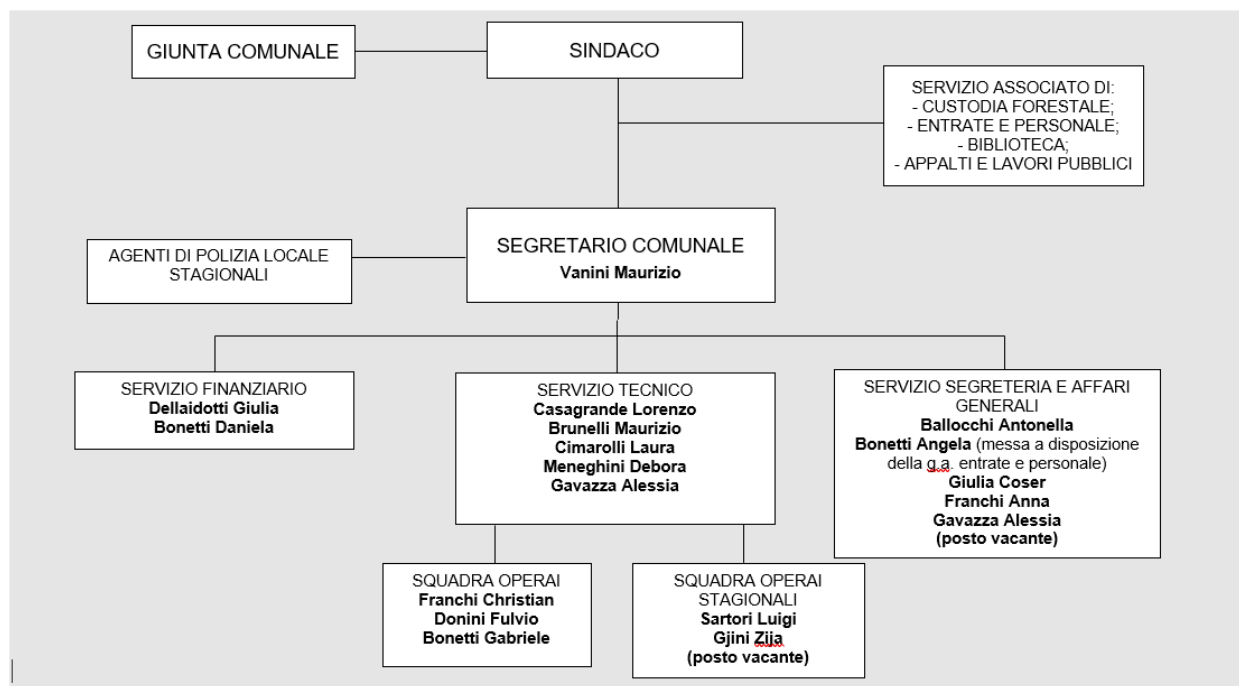 GIUNTA COMUNALE
SINDACO
SERVIZIO ASSOCIATO DI:
- CUSTODIA FORESTALE;
- ENTRATE E PERSONALE;
- BIBLIOTECA;
- APPALTI E LAVORI PUBBLICI
AGENTI DI POLIZIA LOCALE
STAGIONALI
SEGRETARIO COMUNALE
Vanini Maurizio
SERVIZIO FINANZIARIO
Dellaidotti Giulia
Bonetti Daniela
SERVIZIO TECNICO
Casagrande Lorenzo
Brunelli Maurizio
Cimarolli Laura
Meneghini Debora
Gavazza Alessia
SERVIZIO SEGRETERIA E AFFARI
GENERALI
Ballocchi Antonella
Bonetti Angela (messa a disposizione
della g.a. entrate e personale)
Giulia Coser
Franchi Anna
Gavazza Alessia
(posto vacante)
SQUADRA OPERAI
Franchi Christian
Donini Fulvio
Bonetti Gabriele
SQUADRA OPERAI
STAGIONALI
Sartori Luigi
Gjini Zija
(posto vacante)